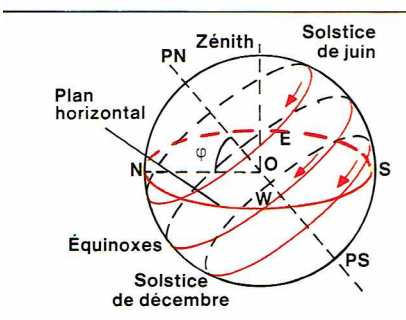 Solstice
de juin
Zénith
PN
Plan
horizontal
E
φ
N
O
S
W
Équinoxes
PS
Solstice
de décembre